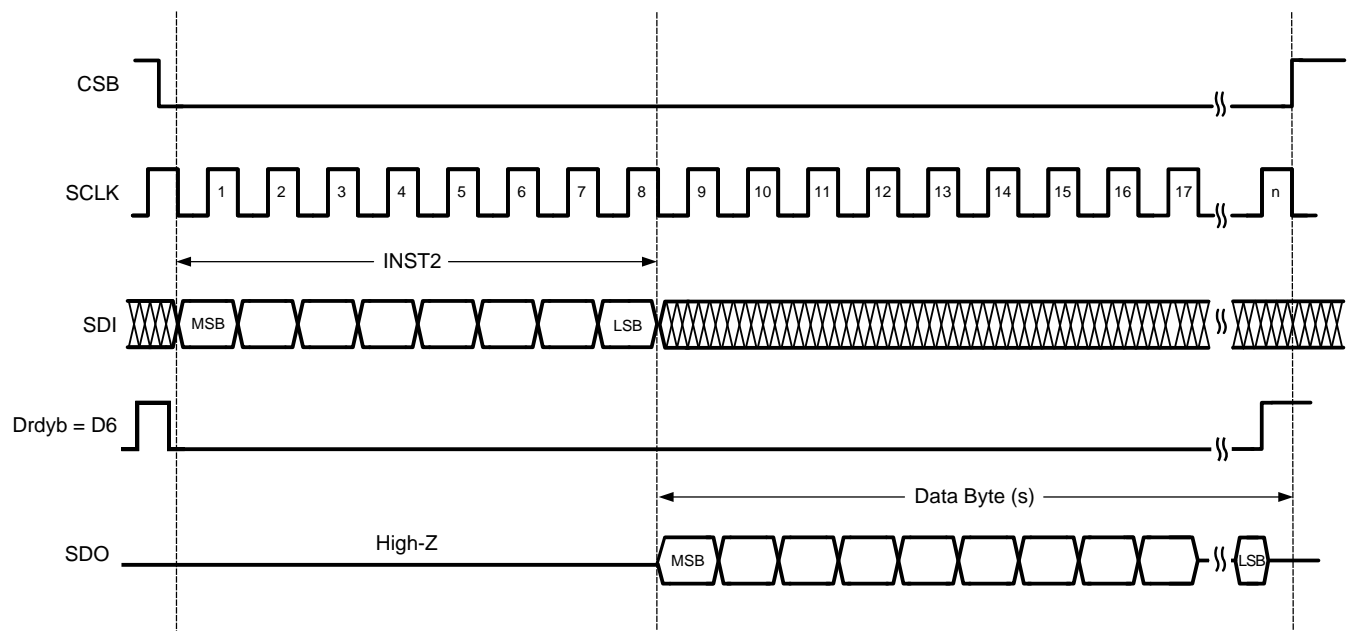 CSB
SCLK
1 2 3 4 5 6 7 8 9 10 11 12 13 14 15 16 17 n
INST2
SDI
MSB LSB
Drdyb = D6
Data Byte (s)
High-Z
SDO
MSB LSB